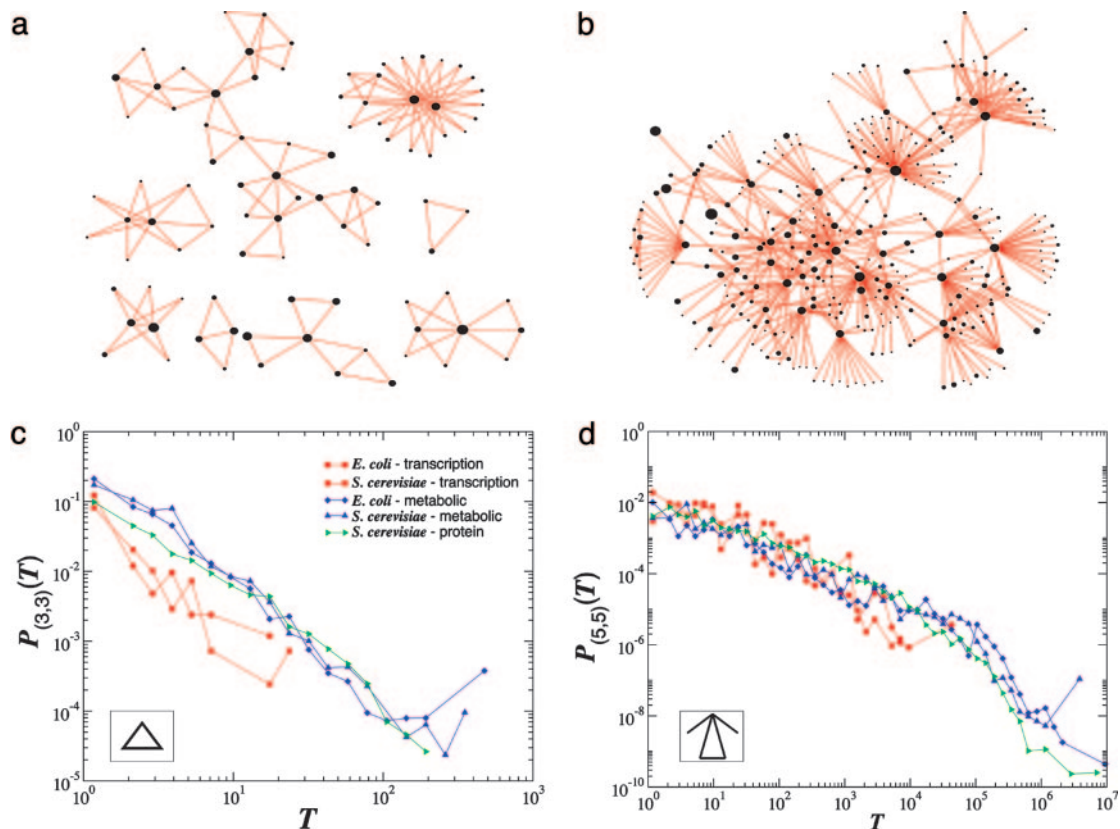 a
b
c
10^0
10^-1
10^-2
10^-3
10^-4
10^-5
P(3,3)(T)
E. coli - transcription
S. cerevisiae - transcription
E. coli - metabolic
S. cerevisiae - metabolic
S. cerevisiae - protein
10^0 10^1 10^2 10^3
T
d
10^0
10^-2
10^-4
10^-6
10^-8
10^-10
P(5,5)(T)
10^0 10^1 10^2 10^3 10^4 10^5 10^6 10^7
T